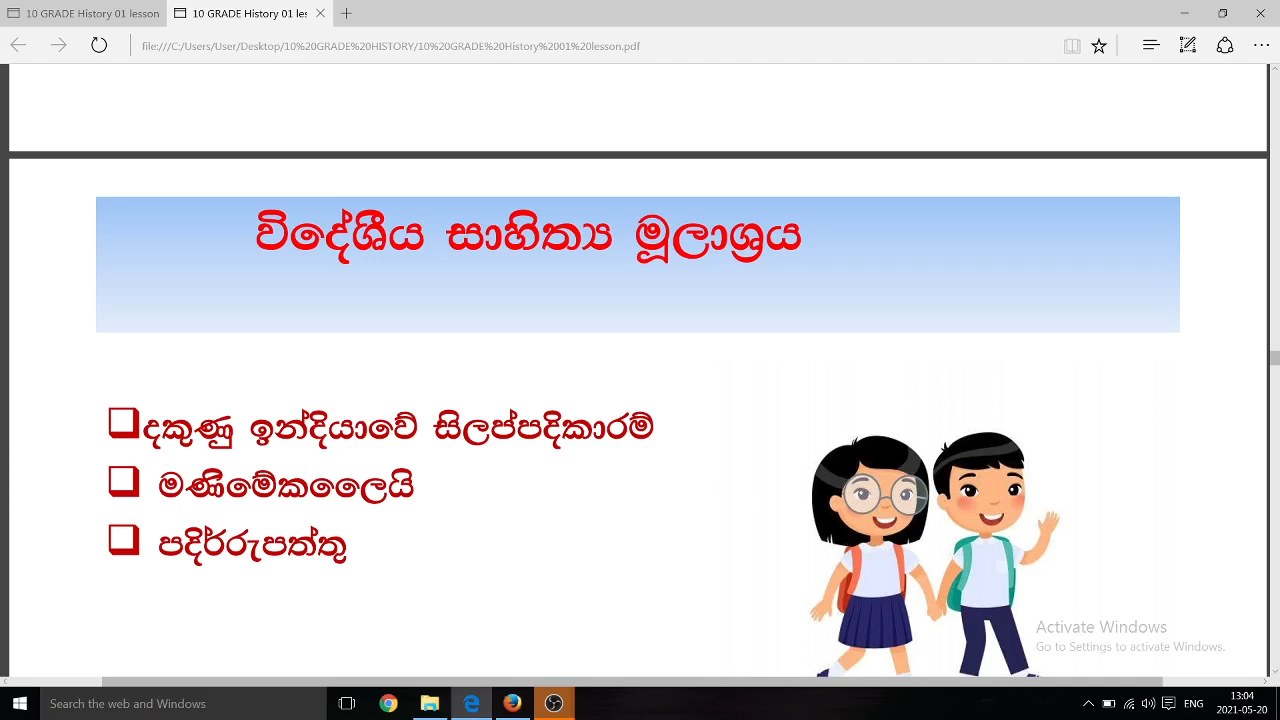 10 GRADE History 01 lesson
10 GRADE History 01 les
file:///C:/Users/User/Desktop/10%20GRADE%20HISTORY/10%20GRADE%20History%2001%20lesson.pdf
විදේශීය සාහිත්‍ය මූලාශ්‍රය
දකුණු ඉන්දියාවේ සිලප්පදිකාරම්
මණිමේකලෛයි
පදිර්රුපත්තු
Activate Windows
Go to Settings to activate Windows.
Search the web and Windows
ENG
13:04
2021-05-20